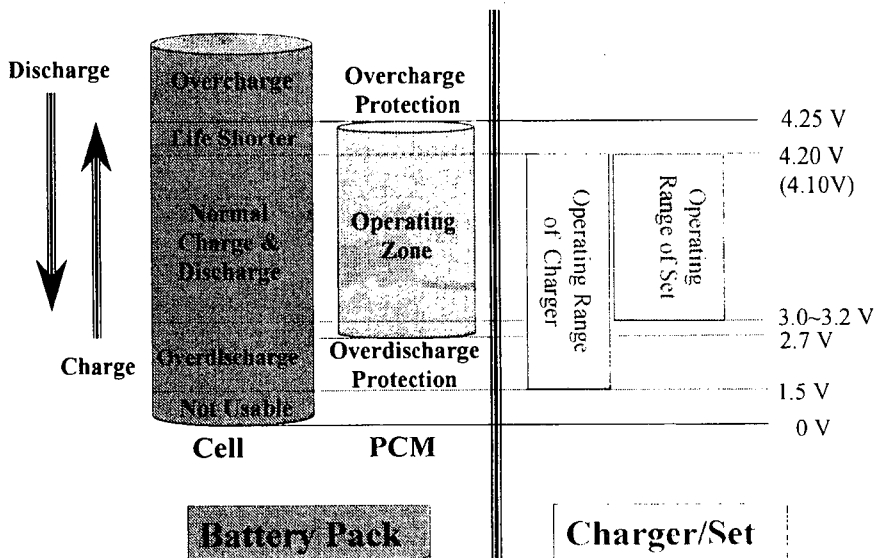 Discharge
Charge
Overcharge
Life Shorter
Normal
Charge &
Discharge
Overdischarge
Not Usable
Cell
Overcharge
Protection
Operating
Zone
Overdischarge
Protection
PCM
Operating Range
of Charger
Operating
Range of Set
4.25 V
4.20 V
(4.10V)
3.0~3.2 V
2.7 V
1.5 V
0 V
Battery Pack
Charger/Set